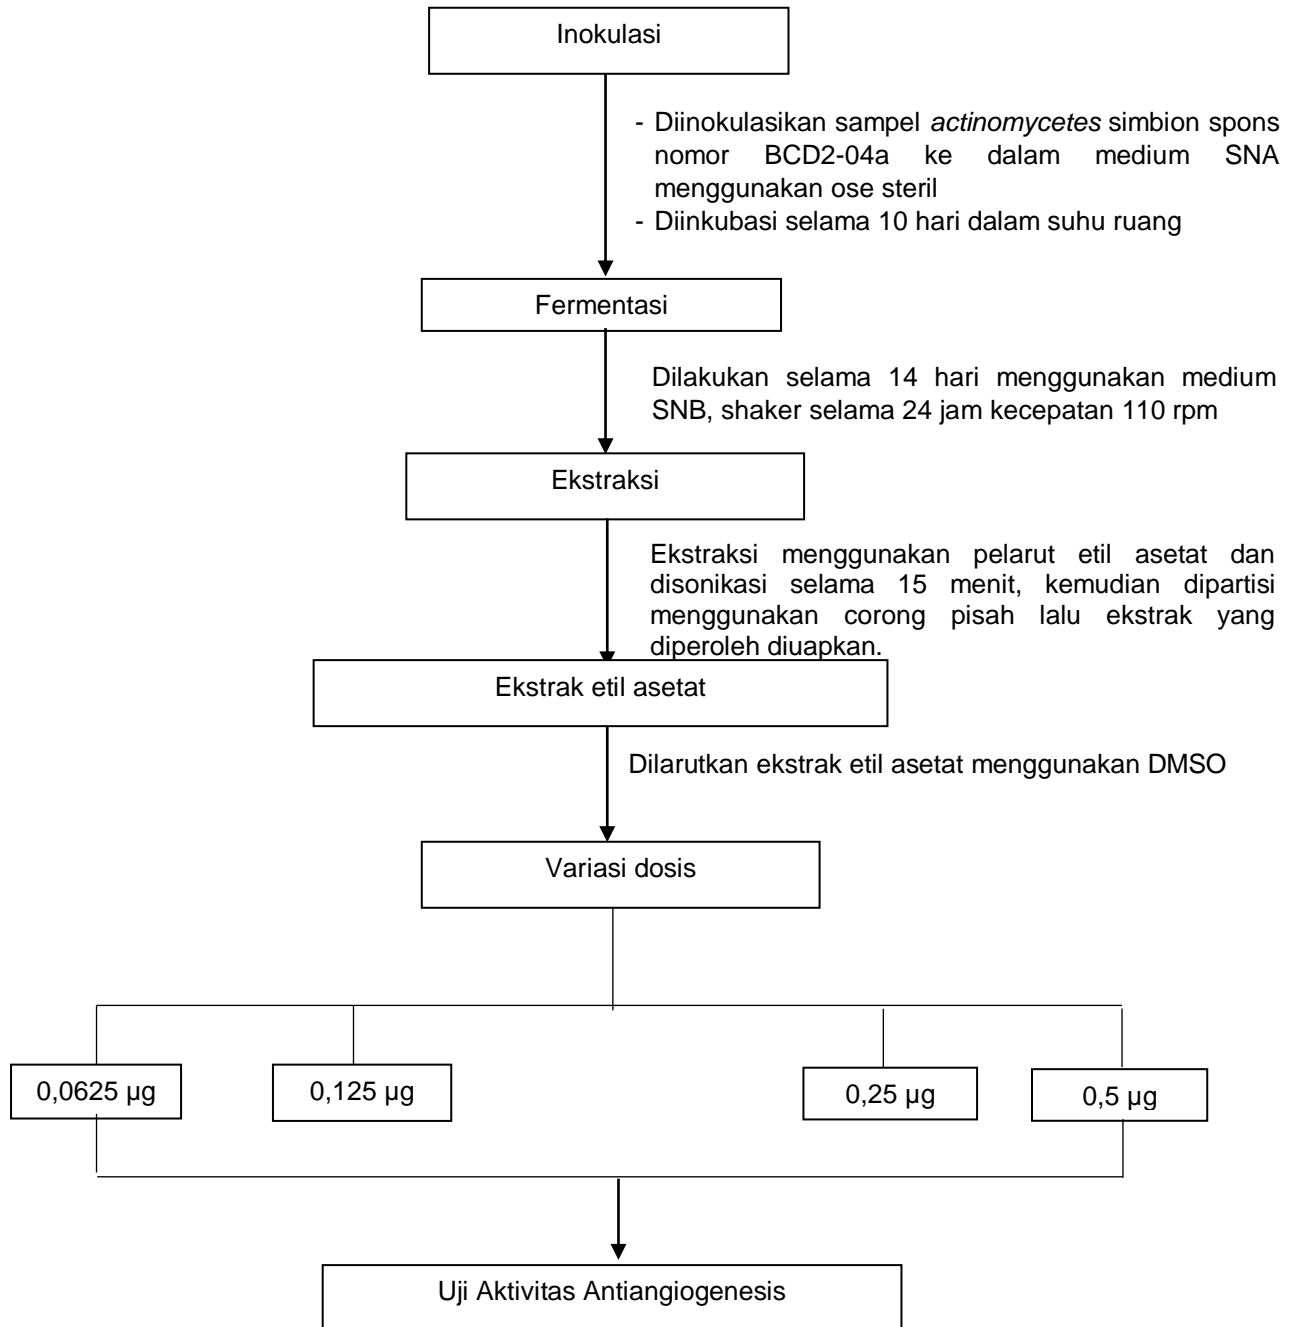 Inokulasi
- Diinokulasikan sampel actinomycetes simbion spons
nomor BCD2-04a ke dalam medium SNA
menggunakan ose steril
- Diinkubasi selama 10 hari dalam suhu ruang
Fermentasi
Dilakukan selama 14 hari menggunakan medium
SNB, shaker selama 24 jam kecepatan 110 rpm
Ekstraksi
Ekstraksi menggunakan pelarut etil asetat dan
disonikasi selama 15 menit, kemudian dipartisi
menggunakan corong pisah lalu ekstrak yang
diperoleh diuapkan.
Ekstrak etil asetat
Dilarutkan ekstrak etil asetat menggunakan DMSO
Variasi dosis
0,0625 µg
0,125 µg
0,25 µg
0,5 µg
Uji Aktivitas Antiangiogenesis